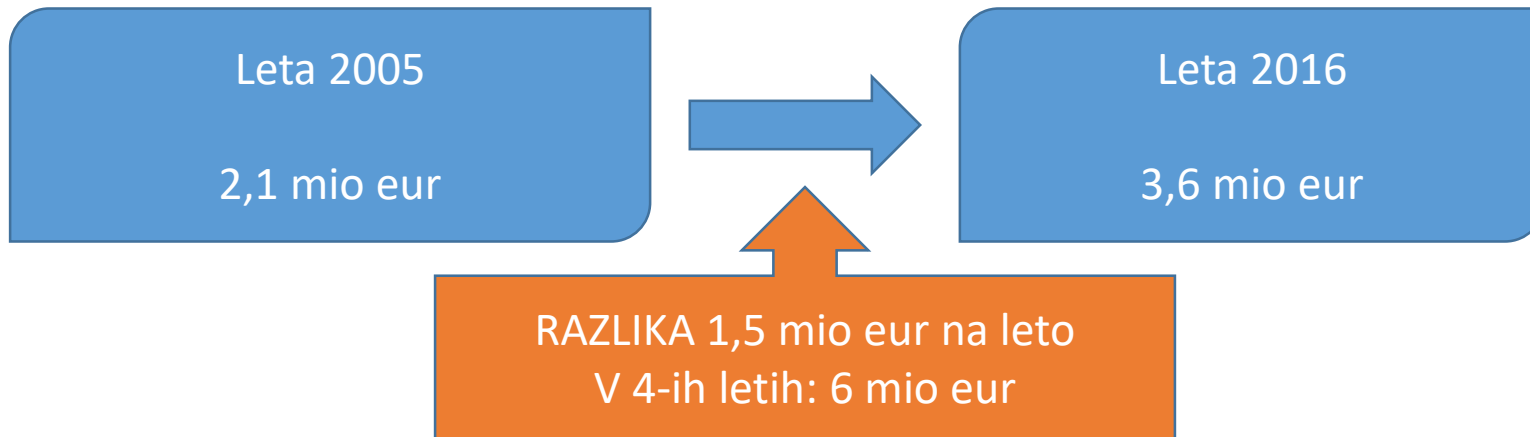 Leta 2005
2,1 mio eur
Leta 2016
3,6 mio eur
RAZLIKA 1,5 mio eur na leto
V 4-ih letih: 6 mio eur